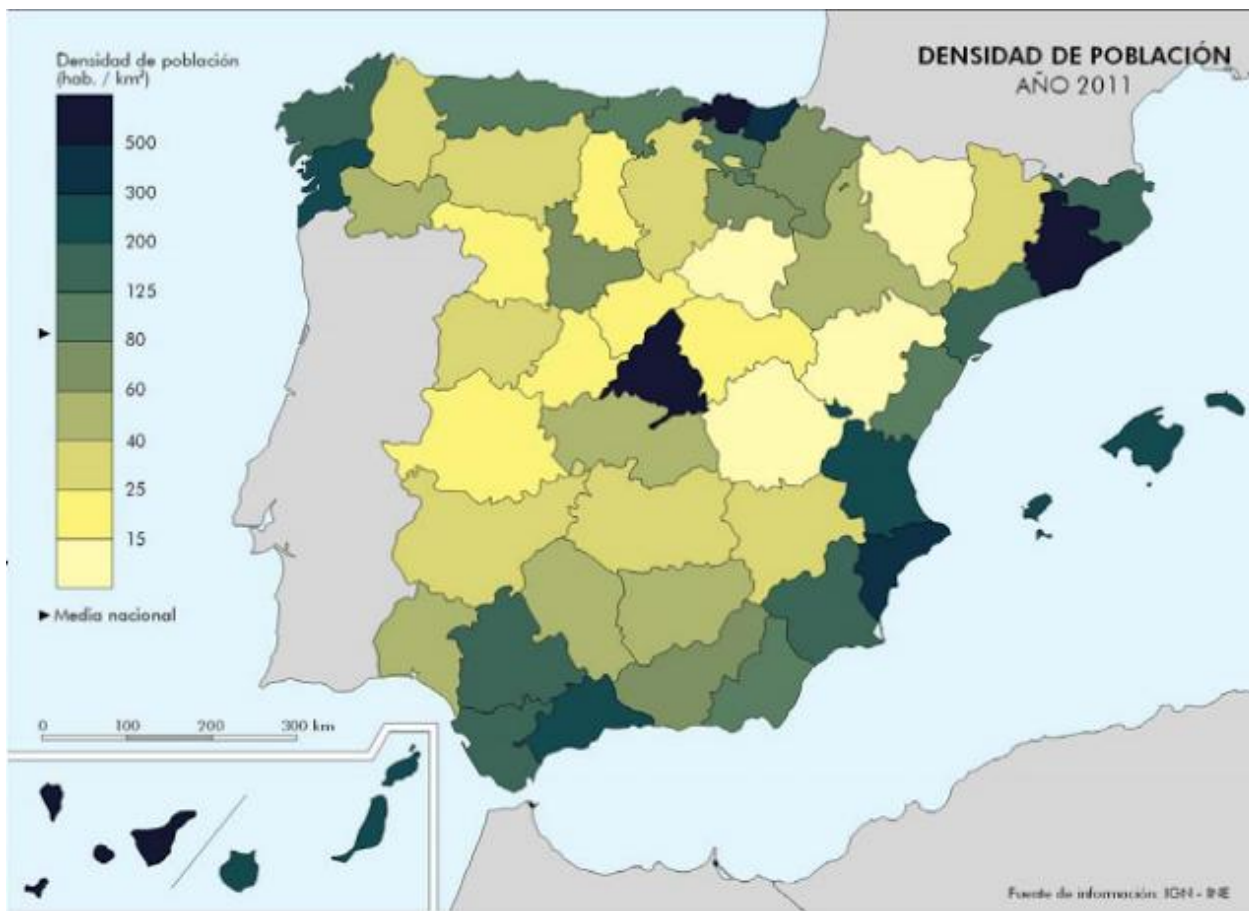 Densidad de población
(hab. / km²)
500
300
200
125
80
60
40
25
15
Media nacional
DENSIDAD DE POBLACIÓN
AÑO 2011
0 100 200 300 km
Fuente de información: IGN - INE